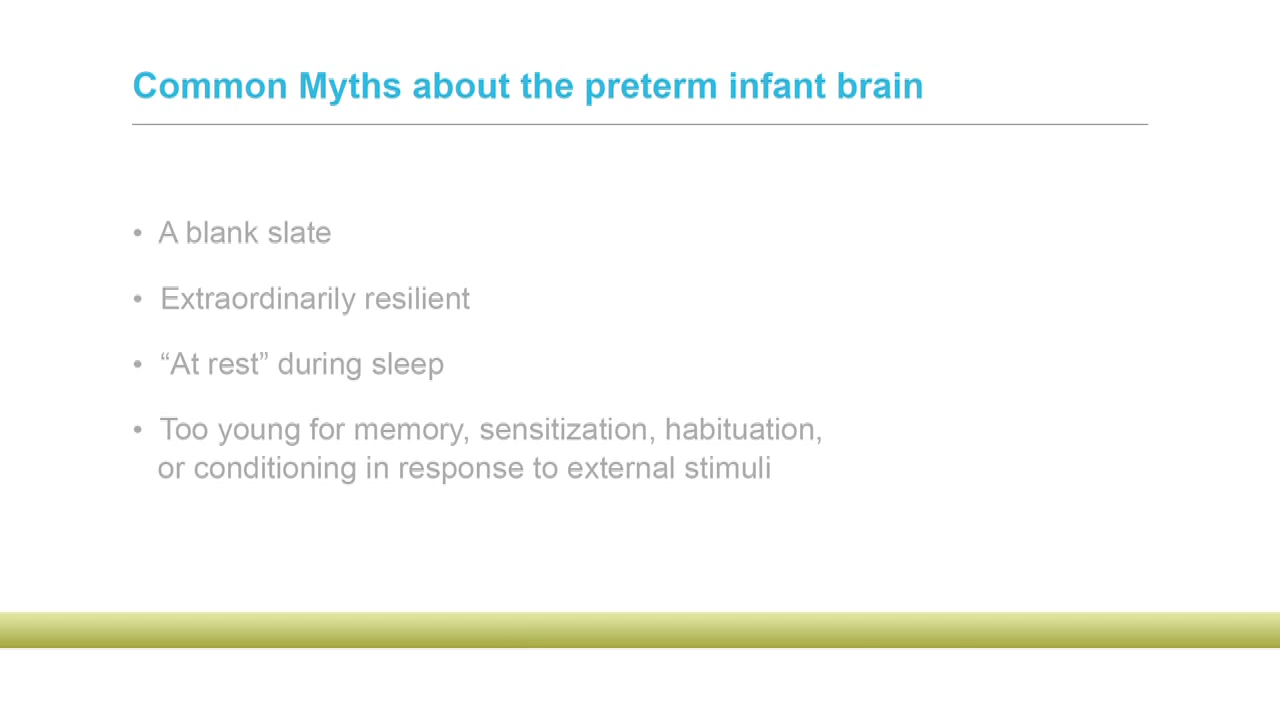 Common Myths about the preterm infant brain
• A blank slate
• Extraordinarily resilient
• “At rest” during sleep
• Too young for memory, sensitization, habituation,
or conditioning in response to external stimuli